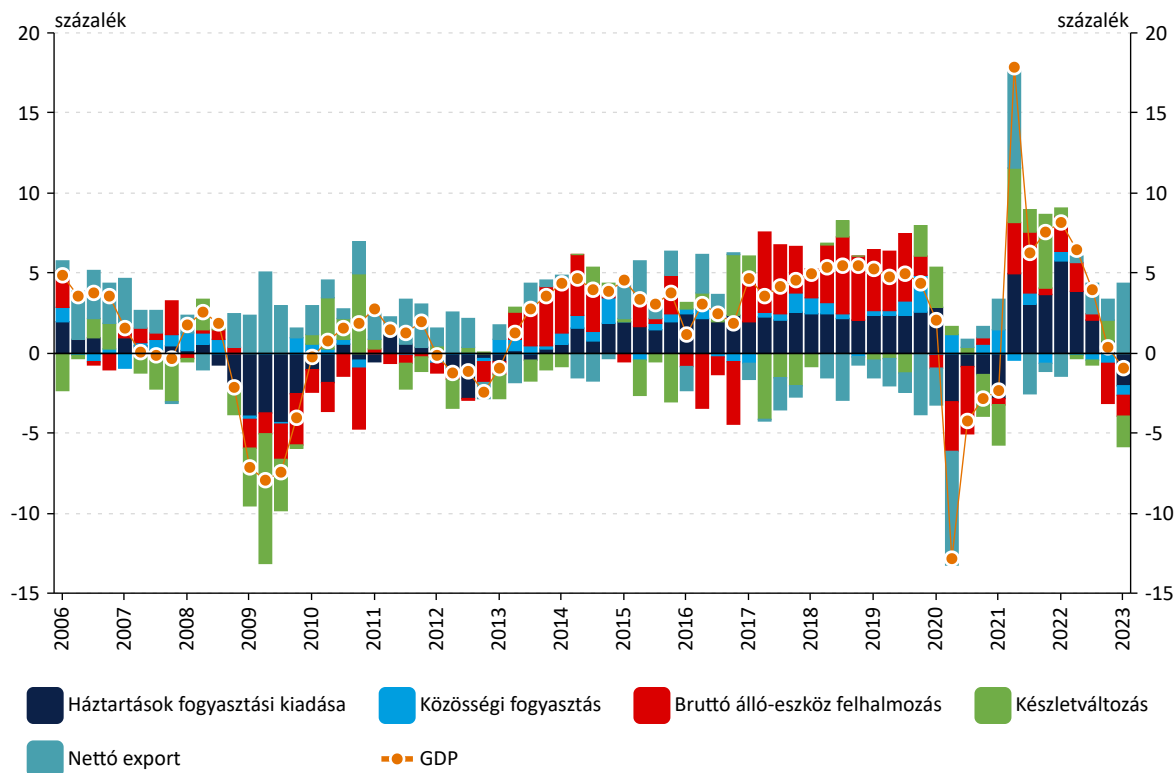 százalék százalék
20 20
15 15
10 10
5 5
0 0
-5 -5
-10 -10
-15 -15
2006 2007 2008 2009 2010 2011 2012 2013 2014 2015 2016 2017 2018 2019 2020 2021 2022 2023
Háztartások fogyasztási kiadása Közösségi fogyasztás Bruttó álló-eszköz felhalmozás Készletváltozás
Nettó export GDP